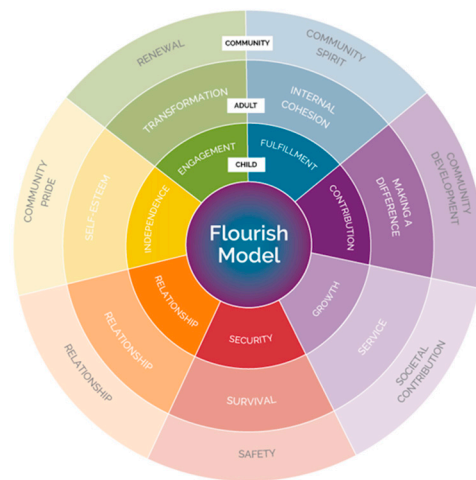 COMMUNITY
ADULT
CHILD
Flourish
Model
RENEWAL
COMMUNITY
SPIRIT
COMMUNITY
DEVELOPMENT
SOCIETAL
CONTRIBUTION
SAFETY
RELATIONSHIP
COMMUNITY
PRIDE
TRANSFORMATION
INTERNAL
COHESION
MAKING A
DIFFERENCE
SERVICE
SURVIVAL
RELATIONSHIP
SELF-ESTEEM
ENGAGEMENT
FULFILLMENT
CONTRIBUTION
GROWTH
SECURITY
RELATIONSHIP
INDEPENDENCE